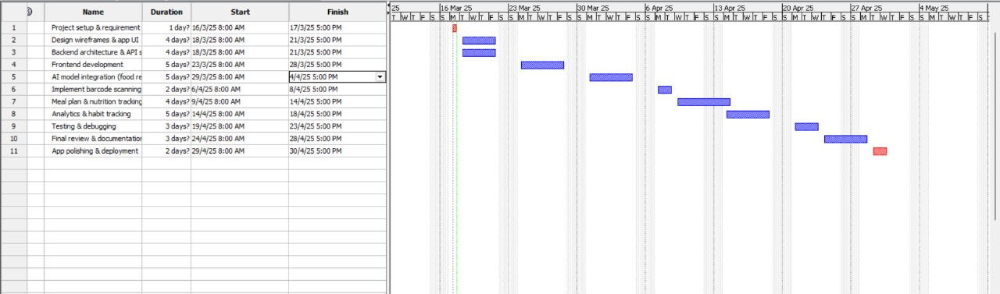 Name Duration Start Finish
1 Project setup & requirement 1 day? 16/3/25 8:00 AM 17/3/25 5:00 PM
2 Design wireframes & app UI 4 days? 18/3/25 8:00 AM 21/3/25 5:00 PM
3 Backend architecture & API s 4 days? 18/3/25 8:00 AM 21/3/25 5:00 PM
4 Frontend development 5 days? 23/3/25 8:00 AM 28/3/25 5:00 PM
5 AI model integration (food re 5 days? 29/3/25 8:00 AM 4/4/25 5:00 PM
6 Implement barcode scanning 2 days? 6/4/25 8:00 AM 8/4/25 5:00 PM
7 Meal plan & nutrition tracking 4 days? 9/4/25 8:00 AM 14/4/25 5:00 PM
8 Analytics & habit tracking 5 days? 14/4/25 8:00 AM 18/4/25 5:00 PM
9 Testing & debugging 3 days? 19/4/25 8:00 AM 23/4/25 5:00 PM
10 Final review & documentation 3 days? 24/4/25 8:00 AM 28/4/25 5:00 PM
11 App polishing & deployment 2 days? 29/4/25 8:00 AM 30/4/25 5:00 PM
25 16 Mar 25 23 Mar 25 30 Mar 25 6 Apr 25 13 Apr 25 20 Apr 25 27 Apr 25 4 May 25
T W T F S S M T W T F S S M T W T F S S M T W T F S S M T W T F S S M T W T F S S M T W T F S S M T W T F S S M T W T F S